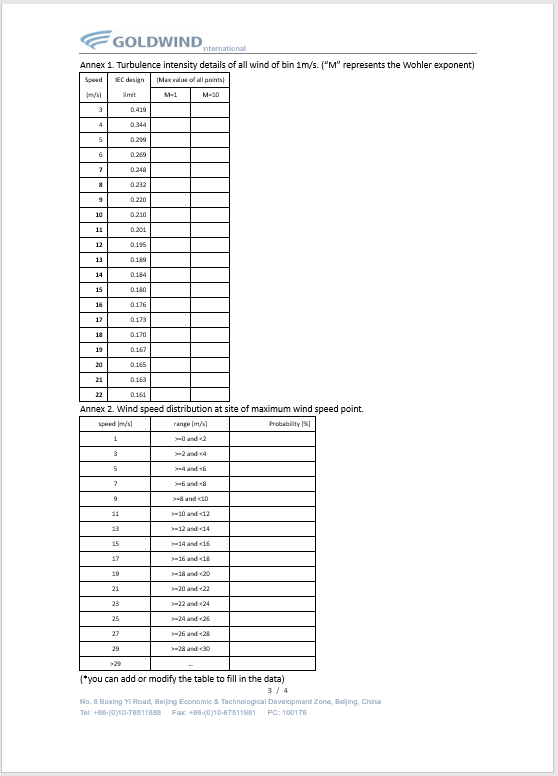 GOLDWIND
international
Annex 1. Turbulence intensity details of all wind of bin 1m/s. (“M” represents the Wohler exponent)
Speed IEC design (Max value of all points)
(m/s) limit M=1 M=10
3 0.419
4 0.344
5 0.299
6 0.269
7 0.248
8 0.232
9 0.220
10 0.210
11 0.201
12 0.195
13 0.189
14 0.184
15 0.180
16 0.176
17 0.173
18 0.170
19 0.167
20 0.165
21 0.163
22 0.161
Annex 2. Wind speed distribution at site of maximum wind speed point.
speed (m/s) range (m/s) Probability (%)
1 >=0 and <2
3 >=2 and <4
5 >=4 and <6
7 >=6 and <8
9 >=8 and <10
11 >=10 and <12
13 >=12 and <14
15 >=14 and <16
17 >=16 and <18
19 >=18 and <20
21 >=20 and <22
23 >=22 and <24
25 >=24 and <26
27 >=26 and <28
29 >=28 and <30
>29 ...
(*you can add or modify the table to fill in the data)
3 / 4
No. 8 Boxing Yi Road, Beijing Economic & Technological Development Zone, Beijing, China
Tel: +86-(0)10-76511888 Fax: +86-(0)10-67511981 PC: 100176